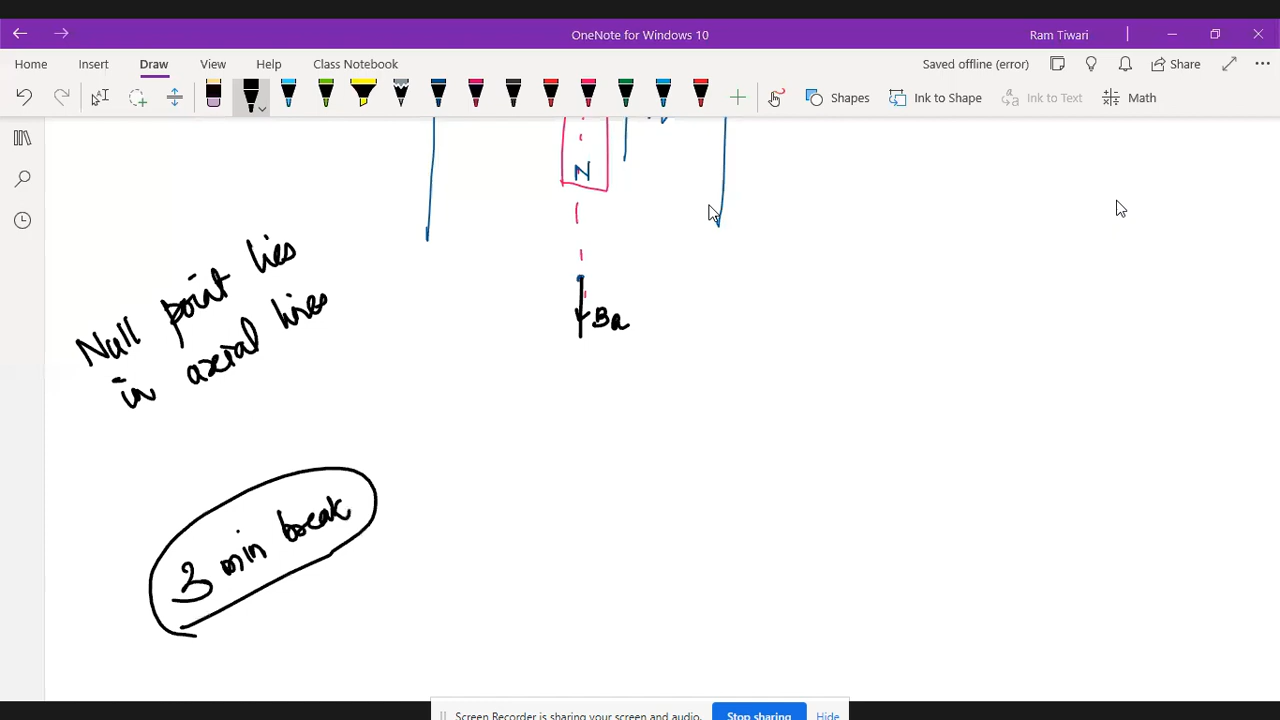 OneNote for Windows 10
Ram Tiwari
Home Insert Draw View Help Class Notebook
Saved offline (error)
Share
Shapes
Ink to Shape
Ink to Text
Math
N
Ba
Null point lies
in axial lines
3 min break
Screen Recorder is sharing your screen and audio.
Stop sharing
Hide